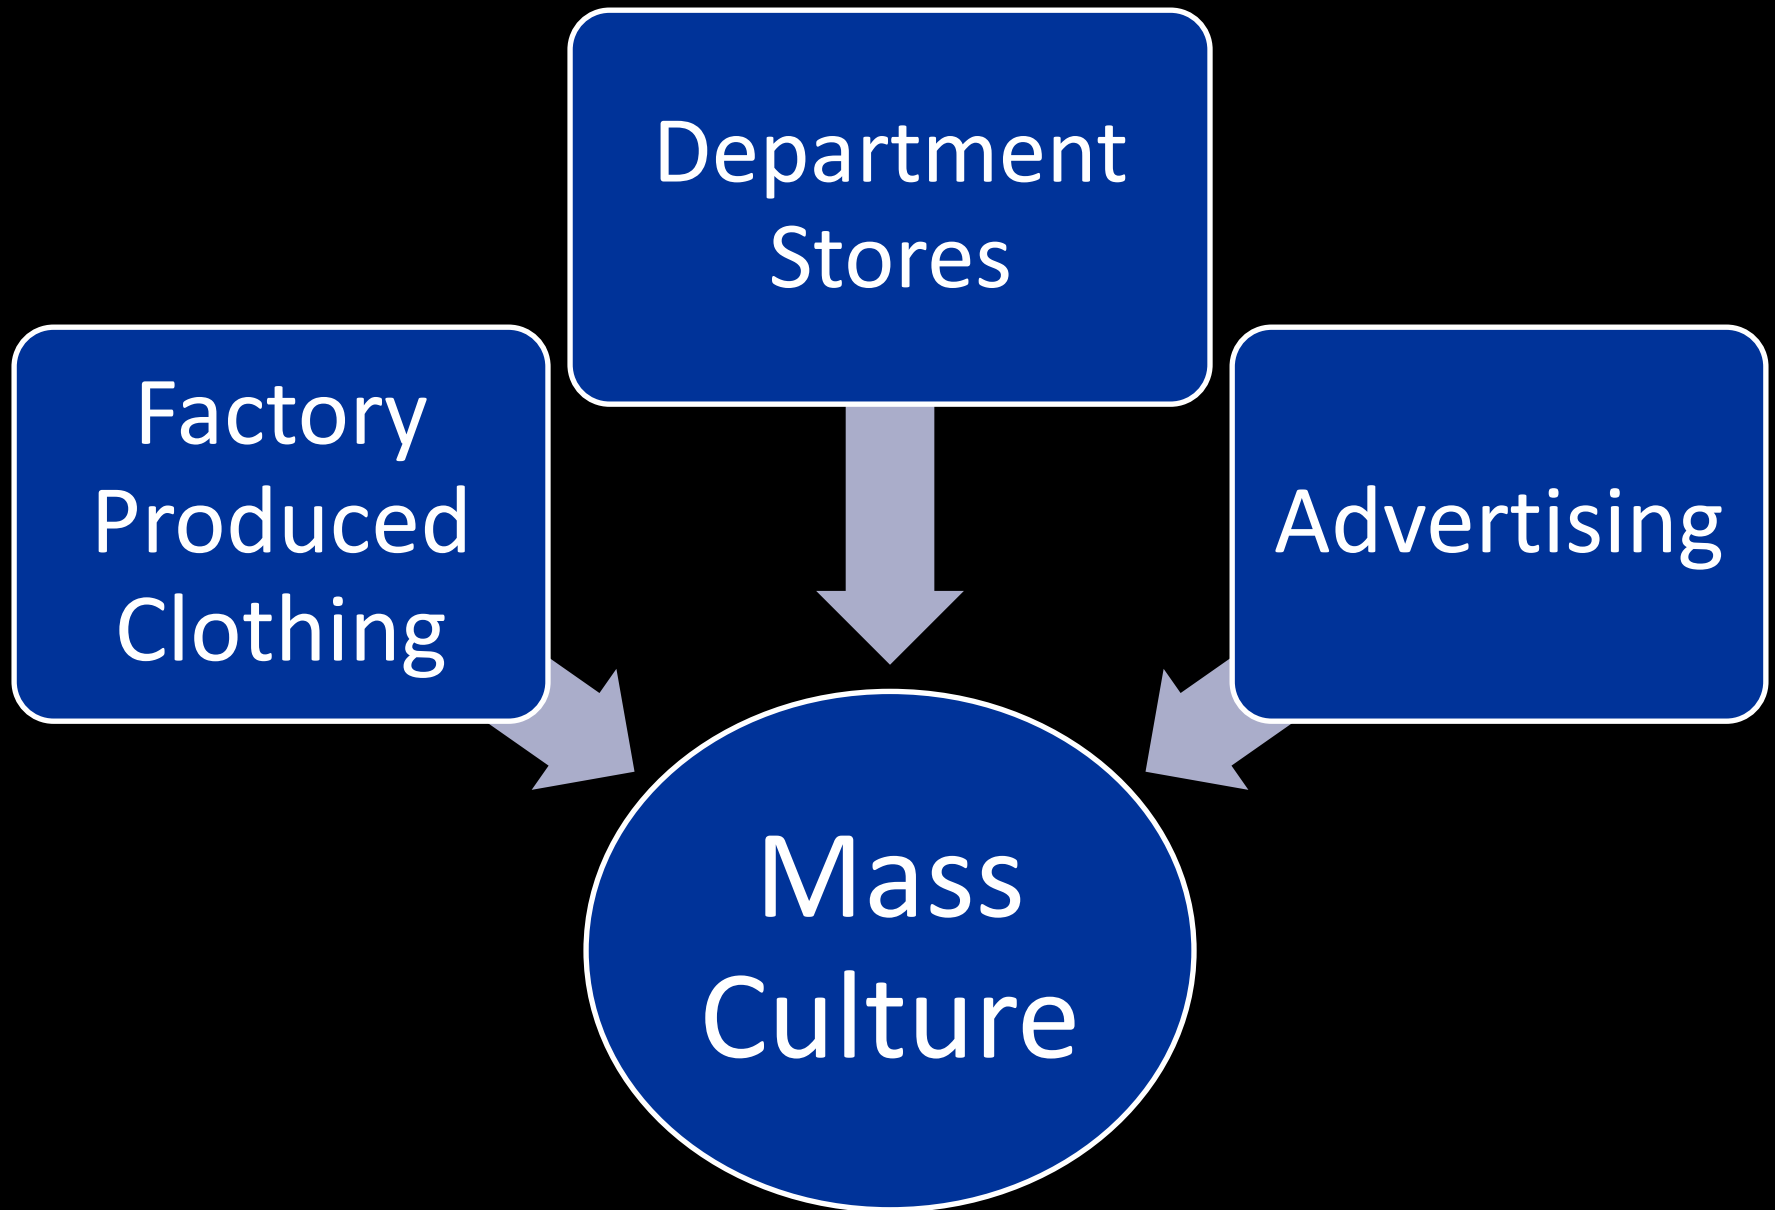 Department
Stores
Factory
Produced
Clothing
Advertising
Mass
Culture